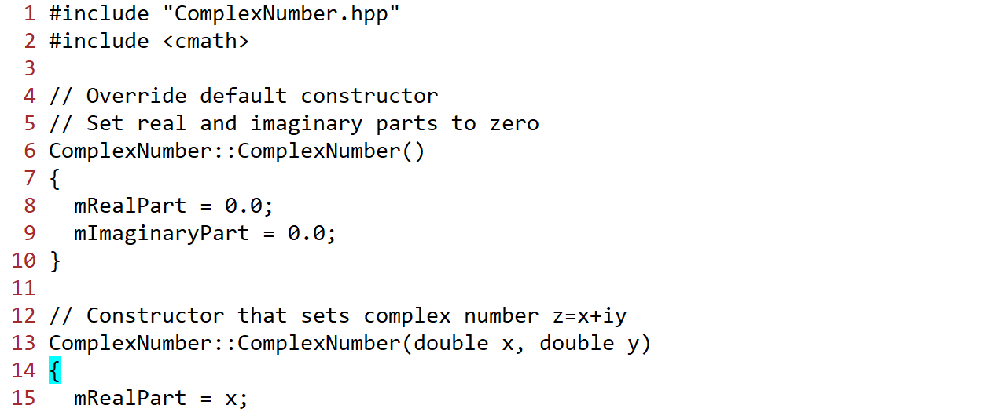 1 #include "ComplexNumber.hpp"
2 #include <cmath>
3
4 // Override default constructor
5 // Set real and imaginary parts to zero
6 ComplexNumber::ComplexNumber()
7 {
8   mRealPart = 0.0;
9   mImaginaryPart = 0.0;
10 }
11
12 // Constructor that sets complex number z=x+iy
13 ComplexNumber::ComplexNumber(double x, double y)
14 {
15   mRealPart = x;